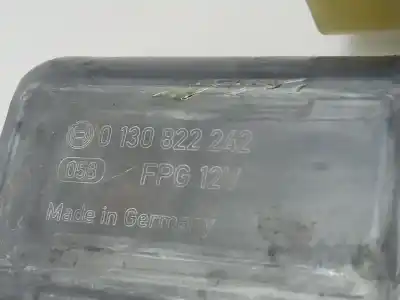 0 130 822 242
058 FPG 12V
Made in Germany